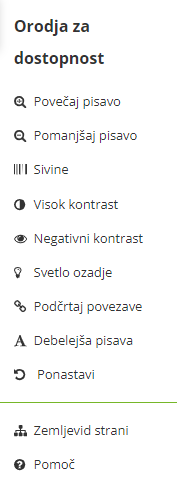 Orodja za
dostopnost
Povečaj pisavo
Pomanjšaj pisavo
Sivine
Visok kontrast
Negativni kontrast
Svetlo ozadje
Podčrtaj povezave
Debelejša pisava
Ponastavi
Zemljevid strani
Pomoč